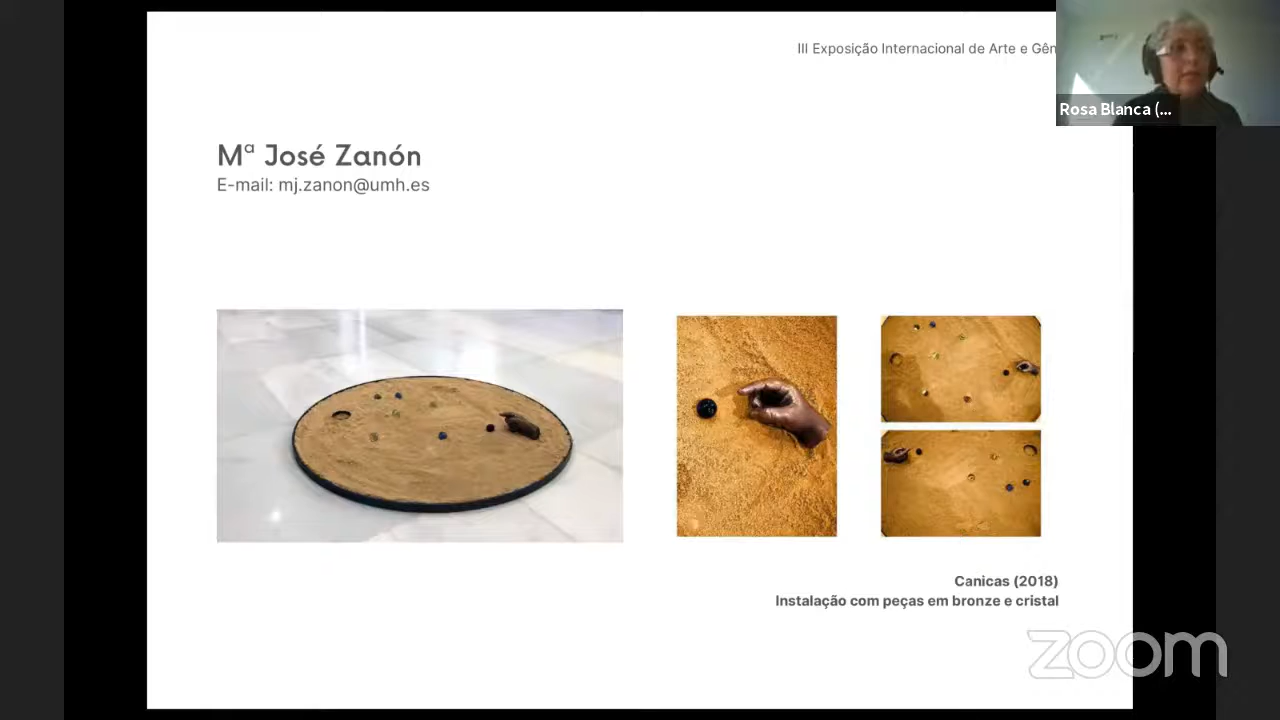 III Exposição Internacional de Arte e Gên
Rosa Blanca (...
Mª José Zanón
E-mail: mj.zanon@umh.es
Canicas (2018)
Instalação com peças em bronze e cristal
zoom